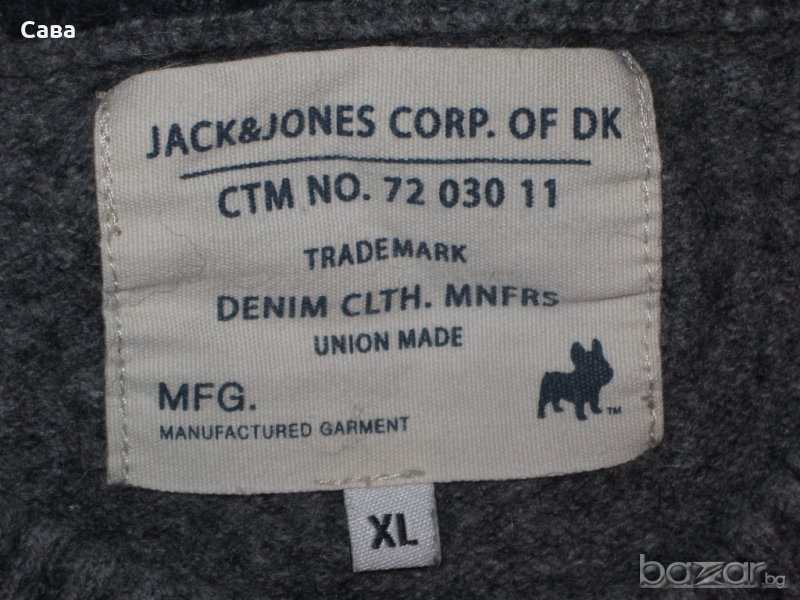 Сава
JACK&JONES CORP. OF DK
CTM NO. 72 030 11
TRADEMARK
DENIM CLTH. MNFRS
UNION MADE
MFG.
MANUFACTURED GARMENT
TM
XL
bazar.bg